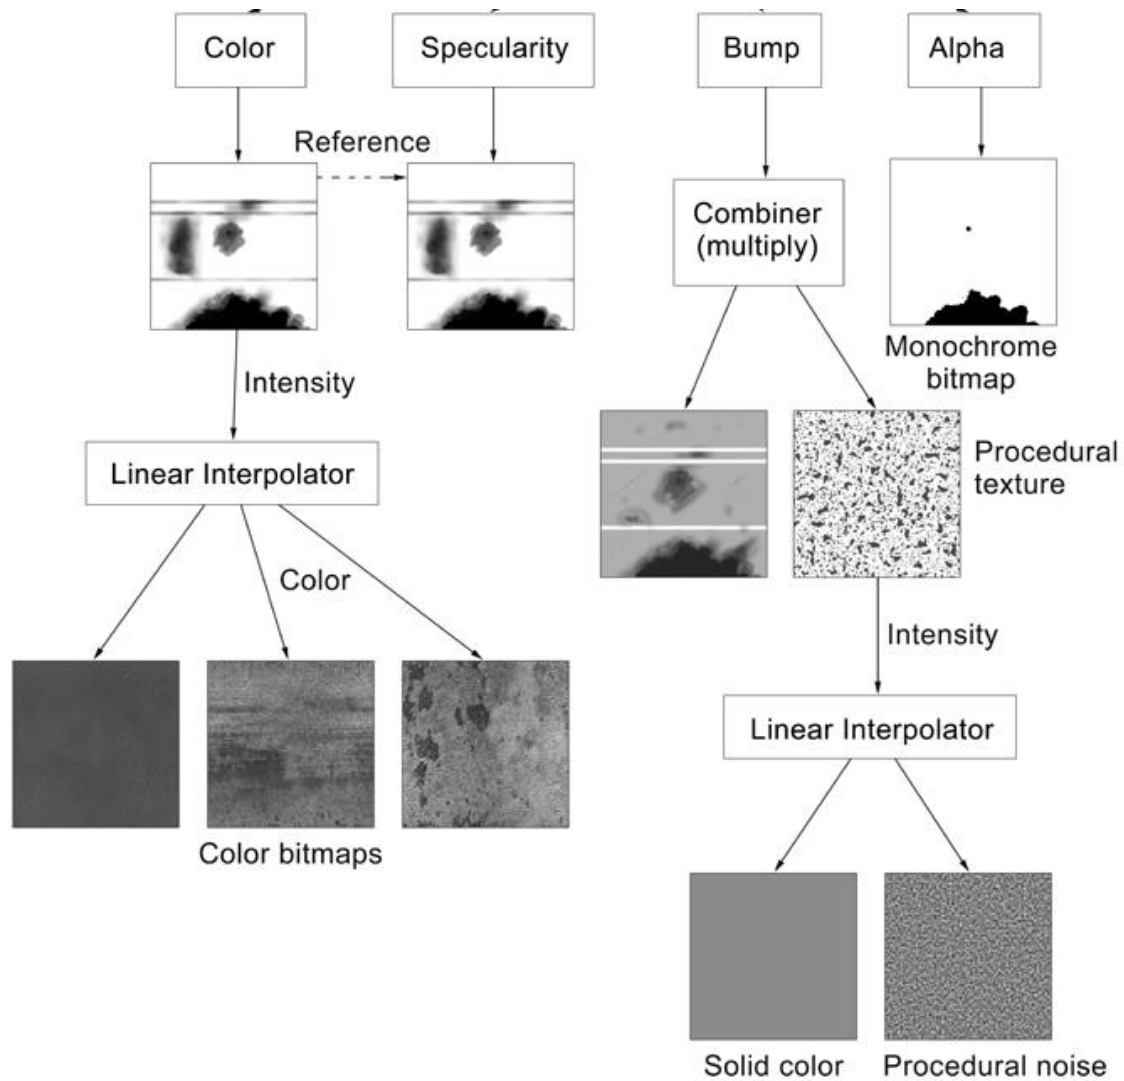 Color
Specularity
Bump
Alpha
Reference
Combiner
(multiply)
Monochrome
bitmap
Intensity
Linear Interpolator
Procedural
texture
Color
Intensity
Linear Interpolator
Color bitmaps
Solid color
Procedural noise